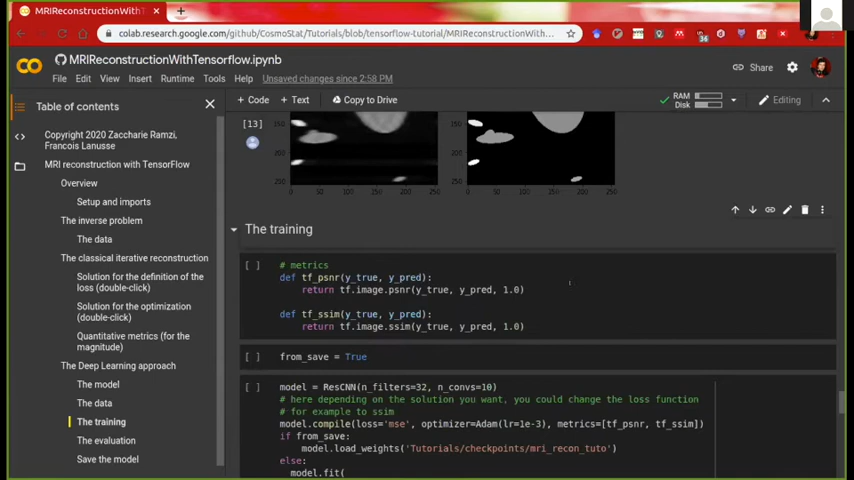 MRIReconstructionWithT
colab.research.google.com/github/CosmoStat/Tutorials/blob/tensorflow-tutorial/MRIReconstructionWith...
36
MRIReconstructionWithTensorflow.ipynb
File Edit View Insert Runtime Tools Help Unsaved changes since 2:58 PM
Share
Table of contents
+ Code + Text Copy to Drive
RAM
Disk
Editing
Copyright 2020 Zaccharie Ramzi,
Francois Lanusse
MRI reconstruction with TensorFlow
Overview
Setup and imports
The inverse problem
The data
The classical iterative reconstruction
Solution for the definition of the
loss (double-click)
Solution for the optimization
(double-click)
Quantitative metrics (for the
magnitude)
The Deep Learning approach
The model
The data
The training
The evaluation
Save the model
[13]
150
200
250
0 50 100 150 200 250
150
200
250
0 50 100 150 200 250
The training
[ ]
# metrics
def tf_psnr(y_true, y_pred):
return tf.image.psnr(y_true, y_pred, 1.0)
def tf_ssim(y_true, y_pred):
return tf.image.ssim(y_true, y_pred, 1.0)
[ ] from_save = True
[ ] model = ResCNN(n_filters=32, n_convs=10)
# here depending on the solution you want, you could change the loss function
# for example to ssim
model.compile(loss='mse', optimizer=Adam(lr=1e-3), metrics=[tf_psnr, tf_ssim])
if from_save:
model.load_weights('Tutorials/checkpoints/mri_recon_tuto')
else:
model.fit(